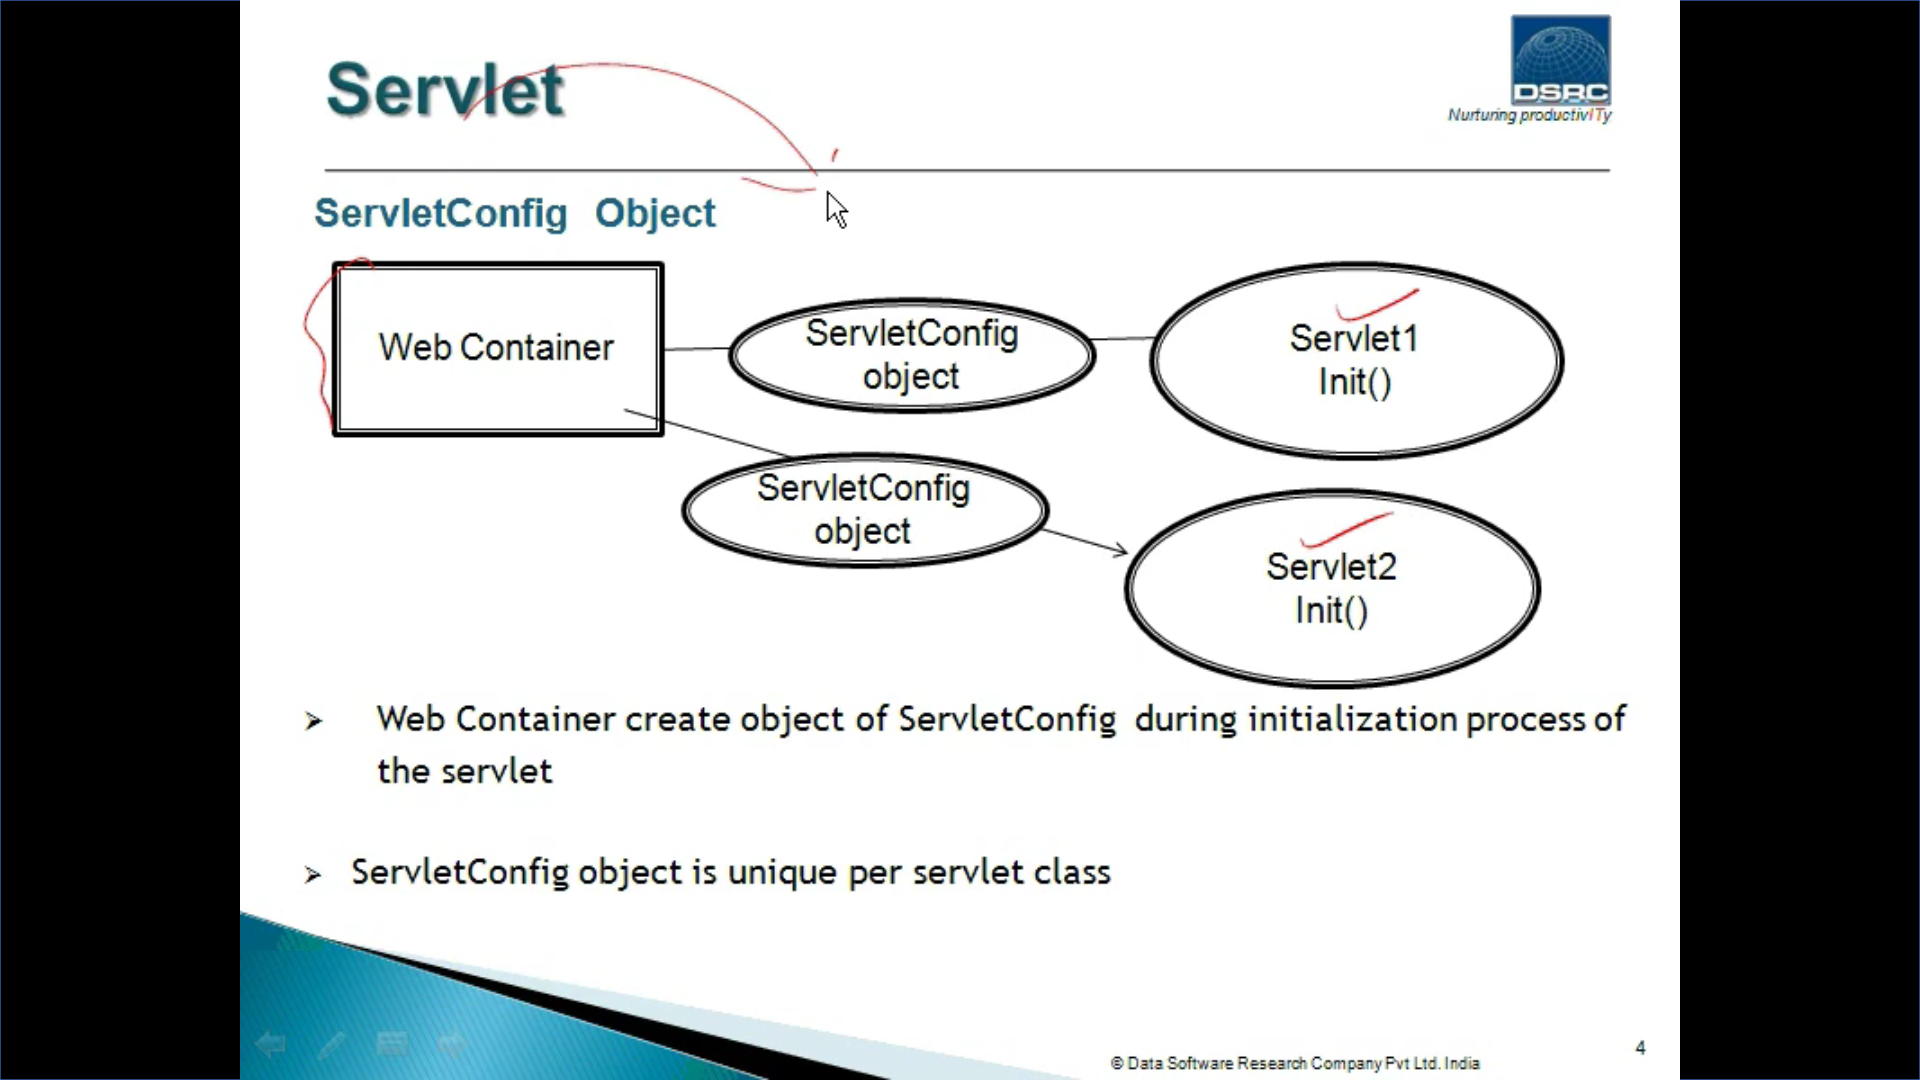 Servlet
DSRC
Nurturing productivITy
ServletConfig Object
Web Container
ServletConfig
object
Servlet1
Init()
ServletConfig
object
Servlet2
Init()
Web Container create object of ServletConfig during initialization process of
the servlet
ServletConfig object is unique per servlet class
4
© Data Software Research Company Pvt Ltd. India